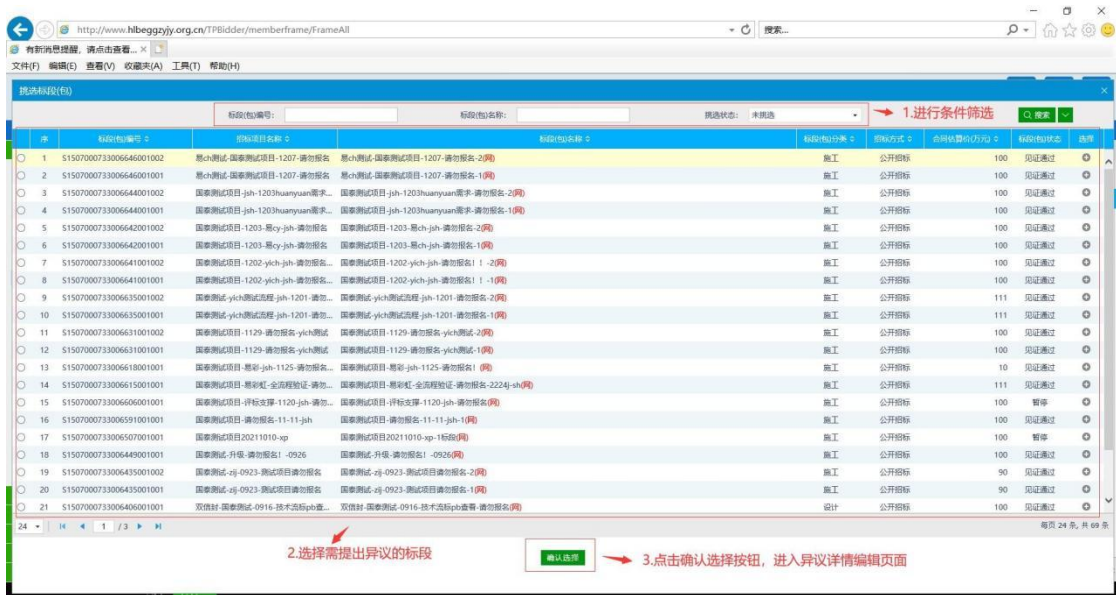 http://www.hlbeggzyjy.org.cn/TPBidder/memberframe/FrameAll 搜索...
有新消息提醒，请点击查看... ×
文件(F) 编辑(E) 查看(V) 收藏夹(A) 工具(T) 帮助(H)
挑选标段(包)
标段(包)编号: 标段(包)名称: 挑选状态: 未挑选 1.进行条件筛选 搜索
序 标段(包)编号 招标项目名称 标段(包)名称 标段(包)分类 招标方式 合同估算价(万元) 标段(包)状态 选择
1 S1507000733006646001002 易ch测试-国泰测试项目-1207-请勿报名 易ch测试-国泰测试项目-1207-请勿报名-2(网) 施工 公开招标 100 见证通过
2 S1507000733006646001001 易ch测试-国泰测试项目-1207-请勿报名 易ch测试-国泰测试项目-1207-请勿报名-1(网) 施工 公开招标 100 见证通过
3 S1507000733006644001002 国泰测试项目-jsh-1203huanyuan需求... 国泰测试项目-jsh-1203huanyuan需求-请勿报名-2(网) 施工 公开招标 100 见证通过
4 S1507000733006644001001 国泰测试项目-jsh-1203huanyuan需求... 国泰测试项目-jsh-1203huanyuan需求-请勿报名-1(网) 施工 公开招标 100 见证通过
5 S1507000733006642001002 国泰测试项目-1203-易cy-jsh-请勿报名 国泰测试项目-1203-易ch-jsh-请勿报名-2(网) 施工 公开招标 100 见证通过
6 S1507000733006642001001 国泰测试项目-1203-易cy-jsh-请勿报名 国泰测试项目-1203-易ch-jsh-请勿报名-1(网) 施工 公开招标 100 见证通过
7 S1507000733006641001002 国泰测试项目-1202-yich-jsh-请勿报名... 国泰测试项目-1202-yich-jsh-请勿报名！！-2(网) 施工 公开招标 100 见证通过
8 S1507000733006641001001 国泰测试项目-1202-yich-jsh-请勿报名... 国泰测试项目-1202-yich-jsh-请勿报名！！-1(网) 施工 公开招标 100 见证通过
9 S1507000733006635001002 国泰测试-yich测试流程-jsh-1201-请勿... 国泰测试-yich测试流程-jsh-1201-请勿报名-2(网) 施工 公开招标 111 见证通过
10 S1507000733006635001001 国泰测试-yich测试流程-jsh-1201-请勿... 国泰测试-yich测试流程-jsh-1201-请勿报名-1(网) 施工 公开招标 111 见证通过
11 S1507000733006631001002 国泰测试项目-1129-请勿报名-yich测试 国泰测试项目-1129-请勿报名-yich测试-2(网) 施工 公开招标 100 见证通过
12 S1507000733006631001001 国泰测试项目-1129-请勿报名-yich测试 国泰测试项目-1129-请勿报名-yich测试-1(网) 施工 公开招标 100 见证通过
13 S1507000733006618001001 国泰测试项目-易彩-jsh-1125-请勿报名... 国泰测试项目-易彩-jsh-1125-请勿报名！(网) 施工 公开招标 10 见证通过
14 S1507000733006615001001 国泰测试项目-易彩虹-全流程验证-请勿... 国泰测试项目-易彩虹-全流程验证-请勿报名-2224j-sh(网) 施工 公开招标 111 见证通过
15 S1507000733006606001001 国泰测试项目-评标支撑-1120-jsh-请勿... 国泰测试项目-评标支撑-1120-jsh-请勿报名(网) 施工 公开招标 100 暂停
16 S1507000733006591001001 国泰测试项目-请勿报名-11-11-jsh 国泰测试项目-请勿报名-11-11-jsh-1(网) 施工 公开招标 100 见证通过
17 S1507000733006507001001 国泰测试项目20211010-xp 国泰测试项目20211010-xp-1标段(网) 施工 公开招标 100 暂停
18 S1507000733006449001001 国泰测试-升级-请勿报名！-0926 国泰测试-升级-请勿报名！-0926(网) 施工 公开招标 100 见证通过
19 S1507000733006435001002 国泰测试-zij-0923-测试项目请勿报名 国泰测试-zij-0923-测试项目请勿报名-2(网) 施工 公开招标 90 见证通过
20 S1507000733006435001001 国泰测试-zij-0923-测试项目请勿报名 国泰测试-zij-0923-测试项目请勿报名-1(网) 施工 公开招标 90 见证通过
21 S1507000733006406001001 双信封-国泰测试-0916-技术流标pb查... 双信封-国泰测试-0916-技术流标pb查看-请勿报名(网) 设计 公开招标 100 见证通过
24 1 / 3 每页 24 条, 共 69 条
2.选择需提出异议的标段
确认选择 3.点击确认选择按钮，进入异议详情编辑页面